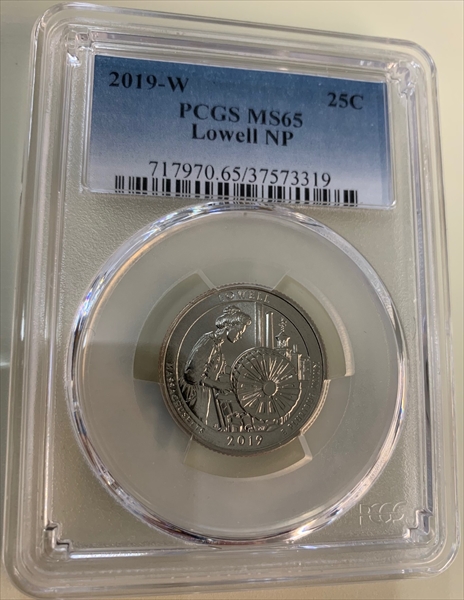 2019-W
PCGS MS65 25C
Lowell NP
717970.65/37573319
LOWELL
MASSACHUSETTS
2019
PCGS